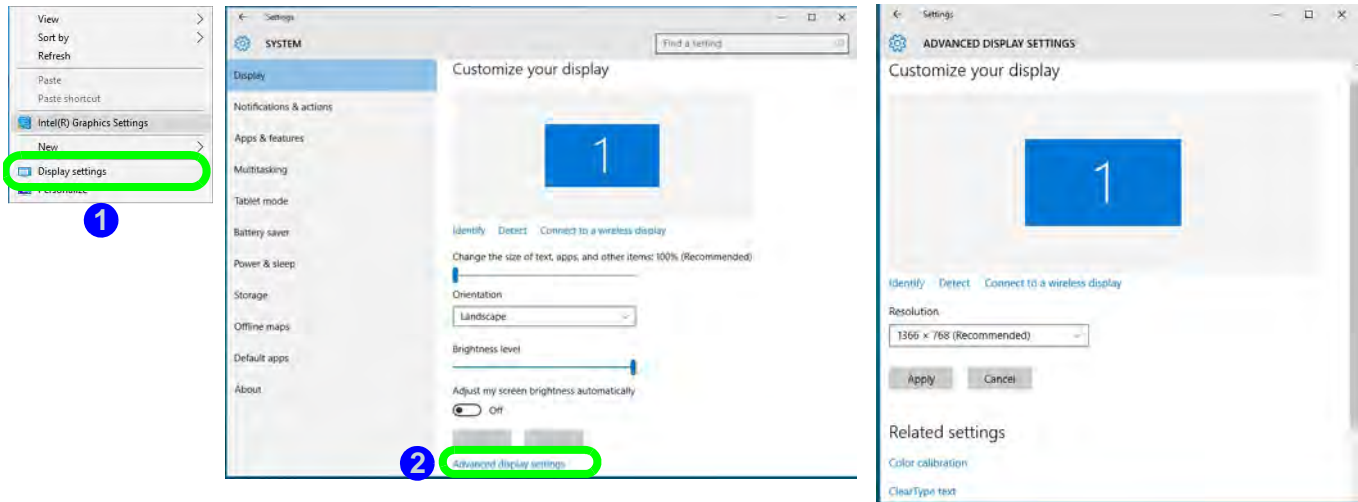 View
Sort by
Refresh
Paste
Paste shortcut
Intel(R) Graphics Settings
New
Display settings
Personalize
1
Settings
SYSTEM
Find a setting
Display
Notifications & actions
Apps & features
Multitasking
Tablet mode
Battery saver
Power & sleep
Storage
Offline maps
Default apps
About
Customize your display
1
Identify Detect Connect to a wireless display
Change the size of text, apps, and other items: 100% (Recommended)
Orientation
Landscape
Brightness level
Adjust my screen brightness automatically
Off
2
Advanced display settings
Settings
ADVANCED DISPLAY SETTINGS
Customize your display
1
Identify Detect Connect to a wireless display
Resolution
1366 × 768 (Recommended)
Apply Cancel
Related settings
Color calibration
ClearType text